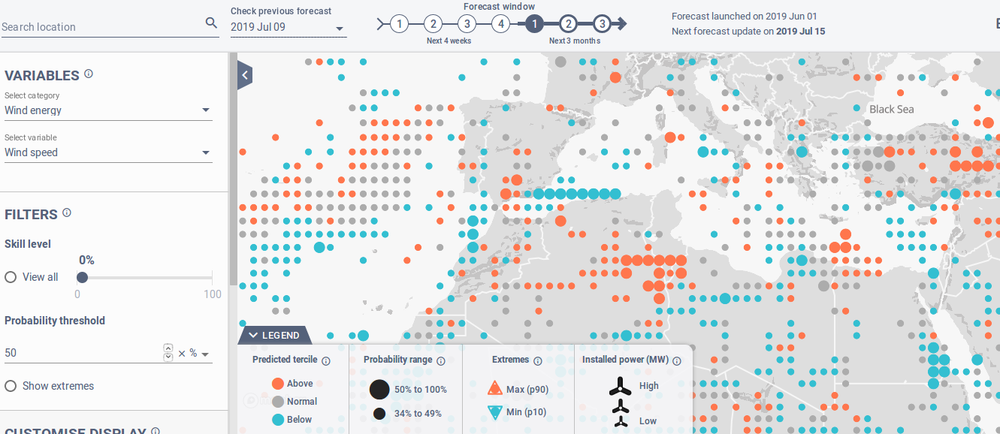 Search location
Check previous forecast
2019 Jul 09
Forecast window
1 2 3 4 1 2 3
Next 4 weeks
Next 3 months
Forecast launched on 2019 Jun 01
Next forecast update on 2019 Jul 15
VARIABLES
Select category
Wind energy
Select variable
Wind speed
FILTERS
Skill level
0%
View all
0 100
Probability threshold
50 × %
Show extremes
CUSTOMISE DISPLAY
Black Sea
LEGEND
Predicted tercile
Above
Normal
Below
Probability range
50% to 100%
34% to 49%
Extremes
Max (p90)
Min (p10)
Installed power (MW)
High
Low